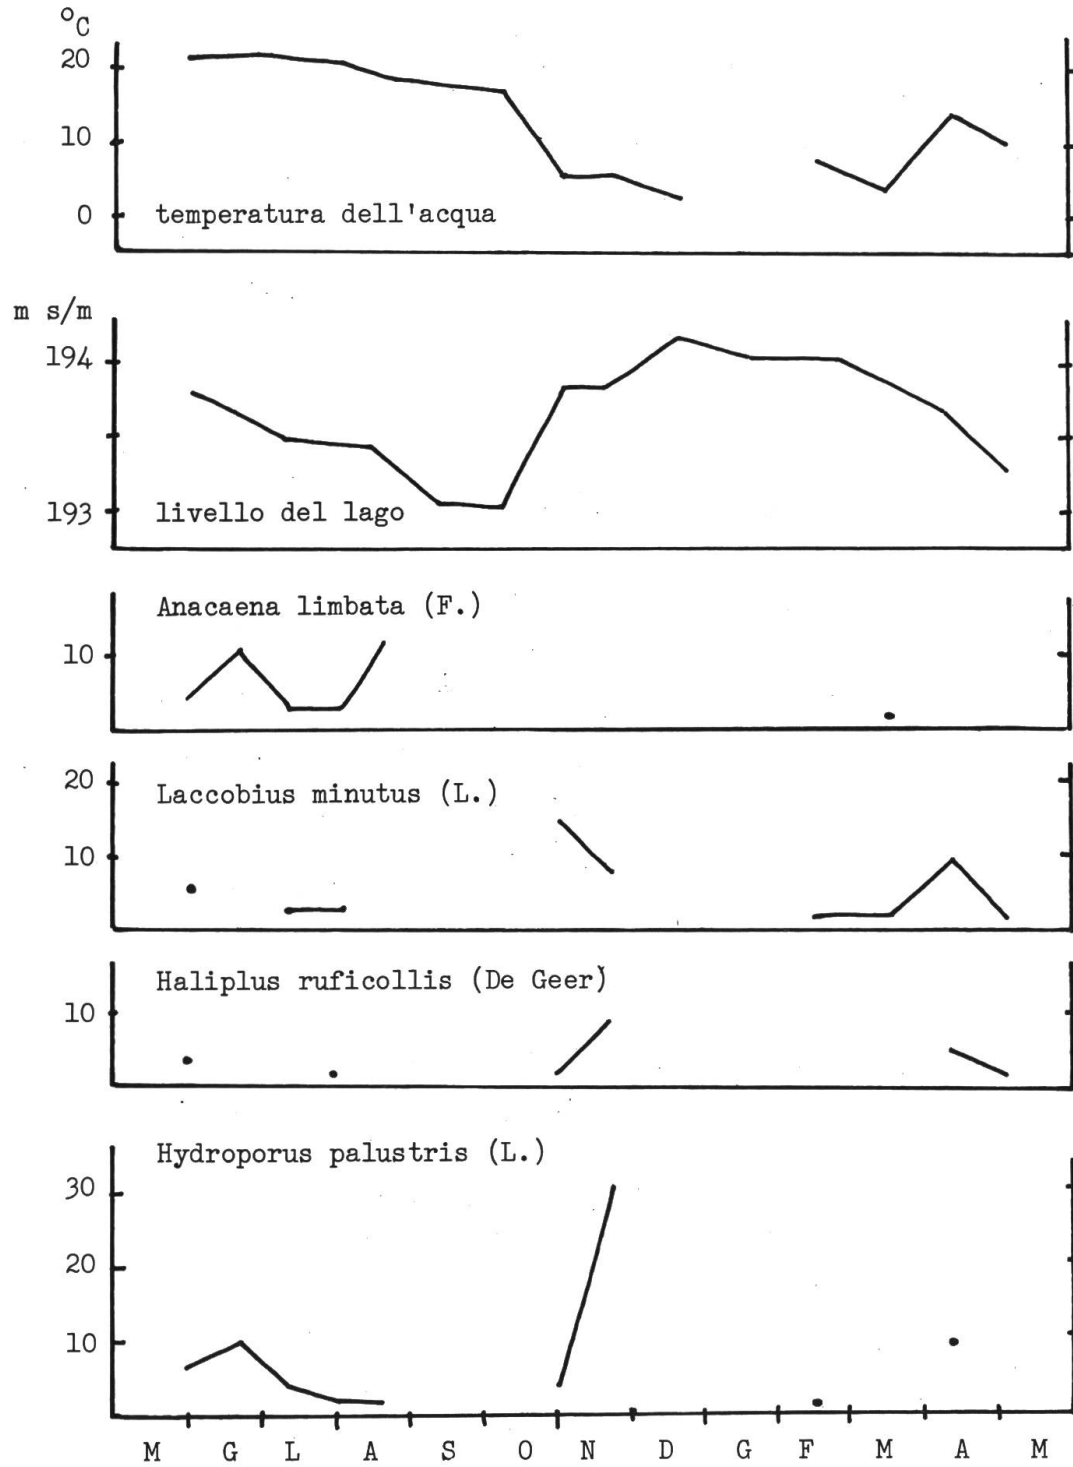 °C
20
10
0
temperatura dell'acqua
m s/m
194
193
livello del lago
Anacaena limbata (F.)
10
20
Laccobius minutus (L.)
10
Haliplus ruficollis (De Geer)
10
Hydroporus palustris (L.)
30
20
10
M G L A S O N D G F M A M